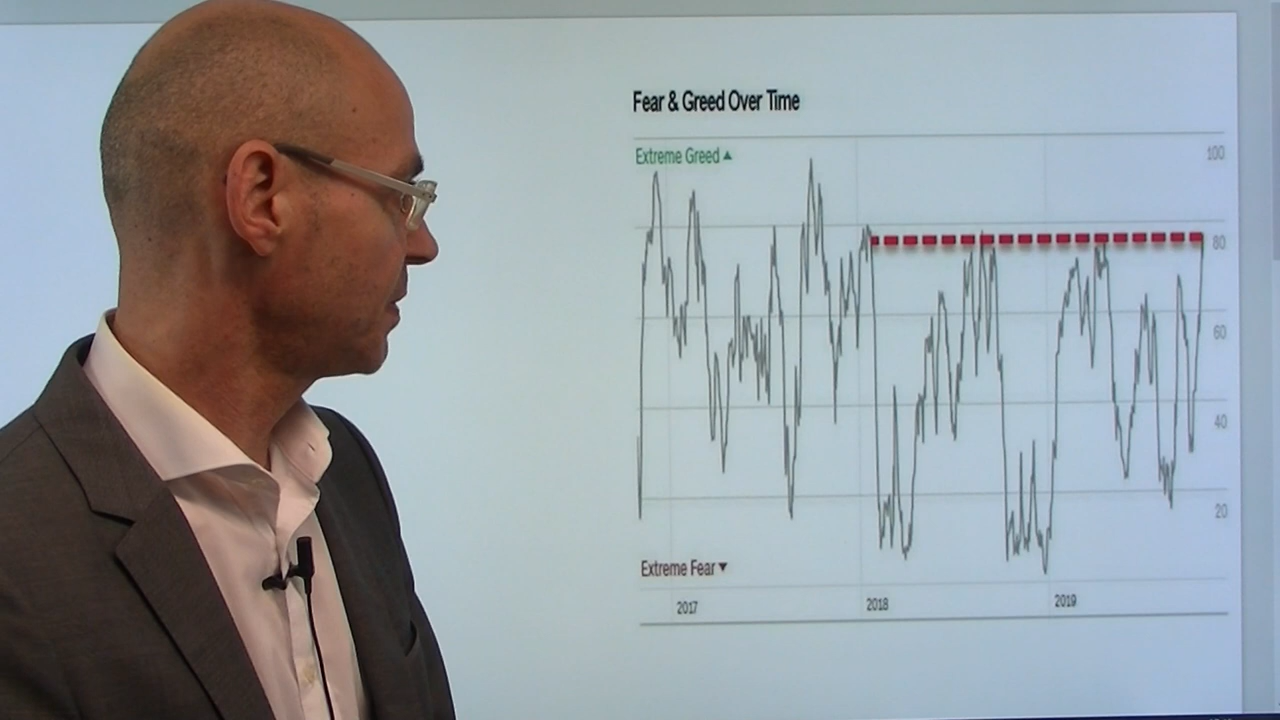 Fear & Greed Over Time
Extreme Greed ▲
100
80
60
40
20
Extreme Fear ▼
2017
2018
2019